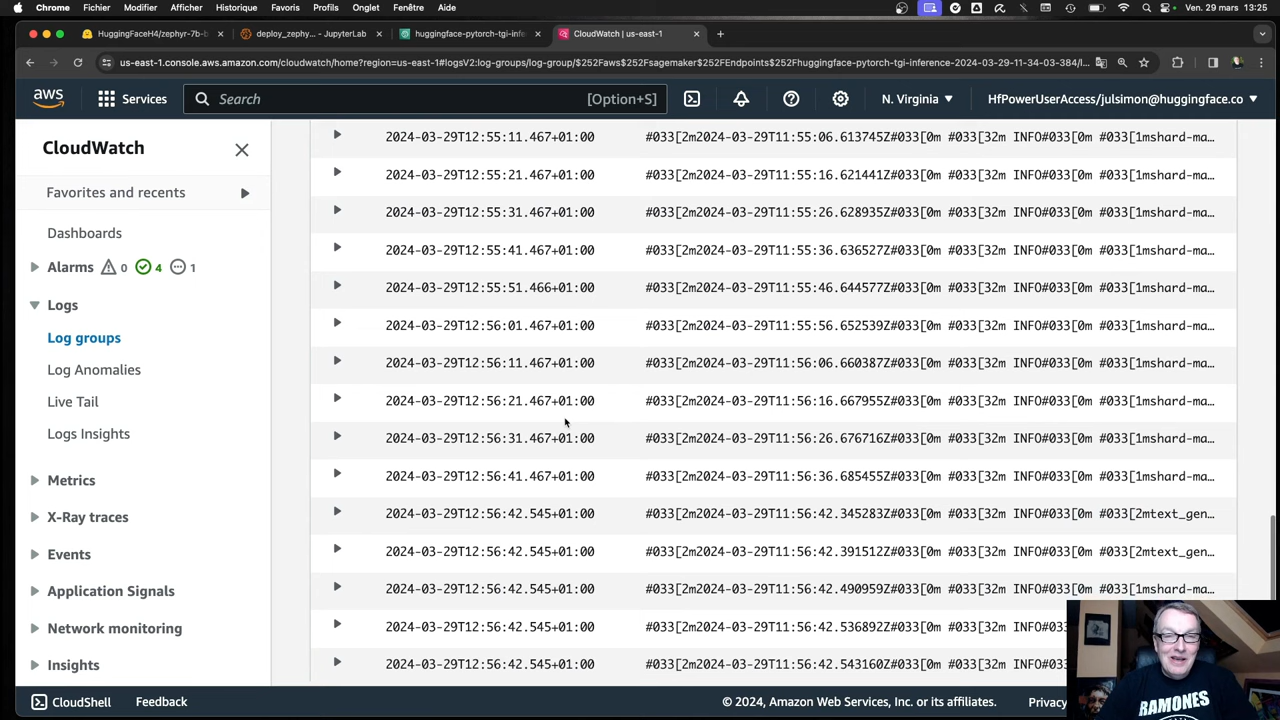 Chrome Fichier Modifier Afficher Historique Favoris Profils Onglet Fenêtre Aide Ven. 29 mars 13:25
HuggingFaceH4/zephyr-7b-b deploy_zephy... - JupyterLab huggingface-pytorch-tgi-infe CloudWatch | us-east-1
us-east-1.console.aws.amazon.com/cloudwatch/home?region=us-east-1#logsV2:log-groups/log-group/$252Faws$252Fsagemaker$252FEndpoints$252Fhuggingface-pytorch-tgi-inference-2024-03-29-11-34-03-384/l...
aws Services Search [Option+S] N. Virginia HfPowerUserAccess/julsimon@huggingface.co
CloudWatch
Favorites and recents
Dashboards
Alarms 0 4 1
Logs
Log groups
Log Anomalies
Live Tail
Logs Insights
Metrics
X-Ray traces
Events
Application Signals
Network monitoring
Insights
2024-03-29T12:55:11.467+01:00 #033[2m2024-03-29T11:55:06.613745Z#033[0m #033[32m INFO#033[0m #033[1mshard-ma...
2024-03-29T12:55:21.467+01:00 #033[2m2024-03-29T11:55:16.621441Z#033[0m #033[32m INFO#033[0m #033[1mshard-ma...
2024-03-29T12:55:31.467+01:00 #033[2m2024-03-29T11:55:26.628935Z#033[0m #033[32m INFO#033[0m #033[1mshard-ma...
2024-03-29T12:55:41.467+01:00 #033[2m2024-03-29T11:55:36.636527Z#033[0m #033[32m INFO#033[0m #033[1mshard-ma...
2024-03-29T12:55:51.466+01:00 #033[2m2024-03-29T11:55:46.644577Z#033[0m #033[32m INFO#033[0m #033[1mshard-ma...
2024-03-29T12:56:01.467+01:00 #033[2m2024-03-29T11:55:56.652539Z#033[0m #033[32m INFO#033[0m #033[1mshard-ma...
2024-03-29T12:56:11.467+01:00 #033[2m2024-03-29T11:56:06.660387Z#033[0m #033[32m INFO#033[0m #033[1mshard-ma...
2024-03-29T12:56:21.467+01:00 #033[2m2024-03-29T11:56:16.667955Z#033[0m #033[32m INFO#033[0m #033[1mshard-ma...
2024-03-29T12:56:31.467+01:00 #033[2m2024-03-29T11:56:26.676716Z#033[0m #033[32m INFO#033[0m #033[1mshard-ma...
2024-03-29T12:56:41.467+01:00 #033[2m2024-03-29T11:56:36.685455Z#033[0m #033[32m INFO#033[0m #033[1mshard-ma...
2024-03-29T12:56:42.545+01:00 #033[2m2024-03-29T11:56:42.345283Z#033[0m #033[32m INFO#033[0m #033[2mtext_gen...
2024-03-29T12:56:42.545+01:00 #033[2m2024-03-29T11:56:42.391512Z#033[0m #033[32m INFO#033[0m #033[2mtext_gen...
2024-03-29T12:56:42.545+01:00 #033[2m2024-03-29T11:56:42.490959Z#033[0m #033[32m INFO#033[0m #033[1mshard-ma...
2024-03-29T12:56:42.545+01:00 #033[2m2024-03-29T11:56:42.536892Z#033[0m #033[32m INFO#03
2024-03-29T12:56:42.545+01:00 #033[2m2024-03-29T11:56:42.543160Z#033[0m #033[32m INFO#03
RAMONES
CloudShell Feedback © 2024, Amazon Web Services, Inc. or its affiliates. Privacy